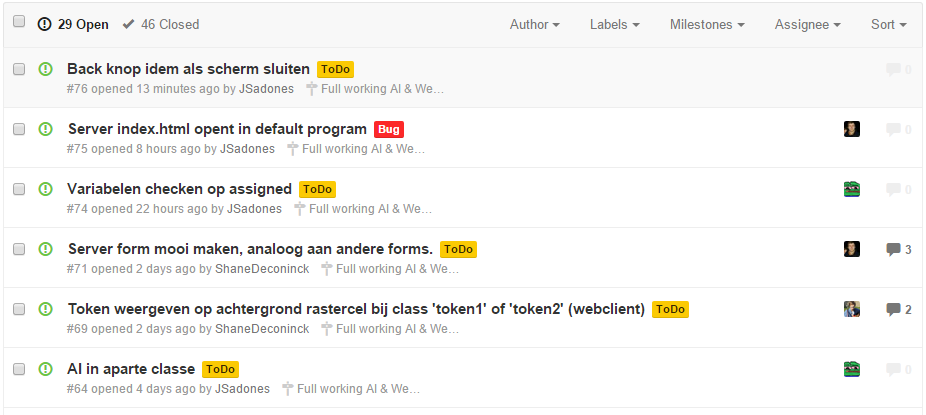 29 Open 46 Closed Author Labels Milestones Assignee Sort
Back knop idem als scherm sluiten ToDo 0
#76 opened 13 minutes ago by JSadones Full working AI & We…
Server index.html opent in default program Bug 0
#75 opened 8 hours ago by JSadones Full working AI & We…
Variabelen checken op assigned ToDo 0
#74 opened 22 hours ago by JSadones Full working AI & We…
Server form mooi maken, analoog aan andere forms. ToDo 3
#71 opened 2 days ago by ShaneDeconinck Full working AI & We…
Token weergeven op achtergrond rastercel bij class 'token1' of 'token2' (webclient) ToDo 2
#69 opened 2 days ago by ShaneDeconinck Full working AI & We…
AI in aparte classe ToDo 0
#64 opened 4 days ago by JSadones Full working AI & We…